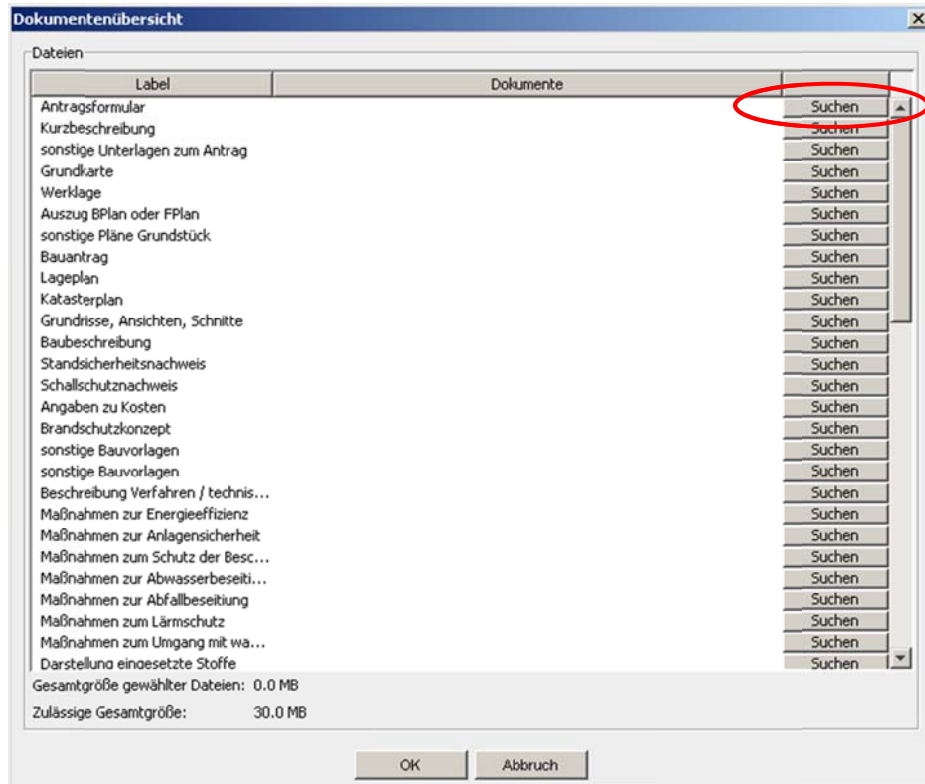 Dokumentenübersicht
Dateien
Label Dokumente
Antragsformular Suchen
Kurzbeschreibung Suchen
sonstige Unterlagen zum Antrag Suchen
Grundkarte Suchen
Werklage Suchen
Auszug BPlan oder FPlan Suchen
sonstige Pläne Grundstück Suchen
Bauantrag Suchen
Lageplan Suchen
Katasterplan Suchen
Grundrisse, Ansichten, Schnitte Suchen
Baubeschreibung Suchen
Standsicherheitsnachweis Suchen
Schallschutznachweis Suchen
Angaben zu Kosten Suchen
Brandschutzkonzept Suchen
sonstige Bauvorlagen Suchen
sonstige Bauvorlagen Suchen
Beschreibung Verfahren / technis... Suchen
Maßnahmen zur Energieeffizienz Suchen
Maßnahmen zur Anlagensicherheit Suchen
Maßnahmen zum Schutz der Besc... Suchen
Maßnahmen zur Abwasserbeseiti... Suchen
Maßnahmen zur Abfallbeseitiung Suchen
Maßnahmen zum Lärmschutz Suchen
Maßnahmen zum Umgang mit wa... Suchen
Darstellung eingesetzte Stoffe Suchen
Gesamtgröße gewählter Dateien: 0.0 MB
Zulässige Gesamtgröße: 30.0 MB
OK Abbruch